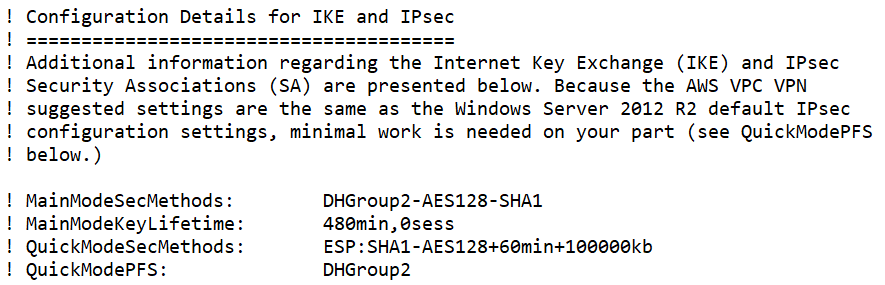 ! Configuration Details for IKE and IPsec
! =======================================
! Additional information regarding the Internet Key Exchange (IKE) and IPsec
! Security Associations (SA) are presented below. Because the AWS VPC VPN
! suggested settings are the same as the Windows Server 2012 R2 default IPsec
! configuration settings, minimal work is needed on your part (see QuickModePFS
! below.)

! MainModeSecMethods:        DHGroup2-AES128-SHA1
! MainModeKeyLifetime:       480min,0sess
! QuickModeSecMethods:       ESP:SHA1-AES128+60min+100000kb
! QuickModePFS:              DHGroup2